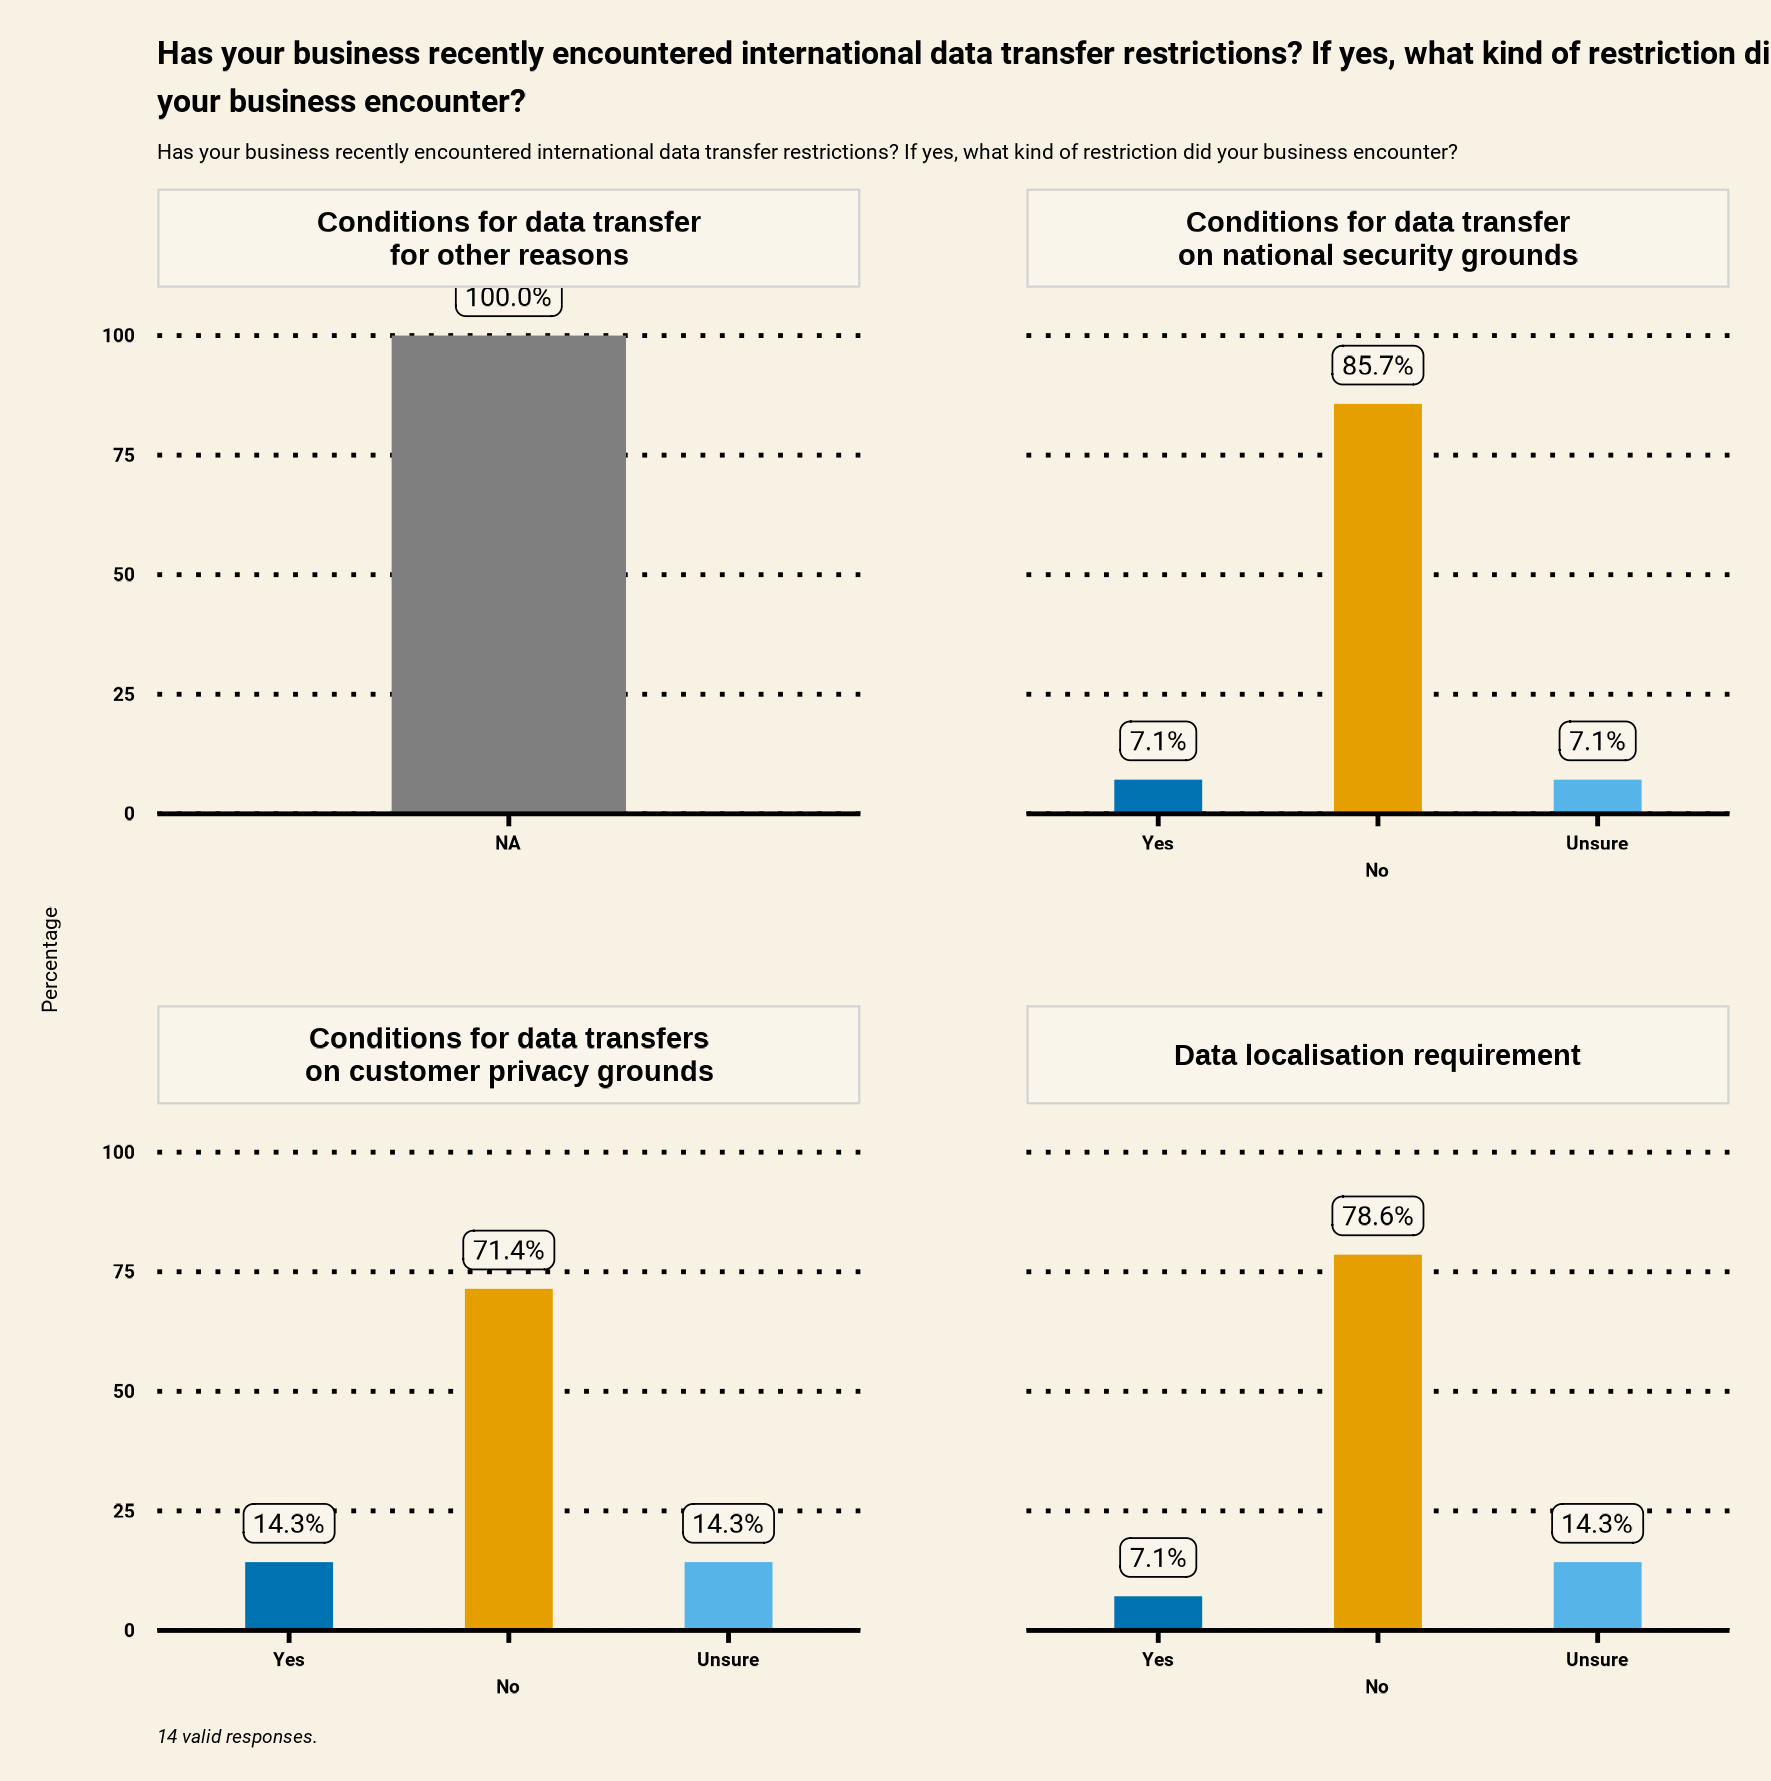 Has your business recently encountered international data transfer restrictions? If yes, what kind of restriction di
your business encounter?
Has your business recently encountered international data transfer restrictions? If yes, what kind of restriction did your business encounter?
Conditions for data transfer
for other reasons
100.0%
100
75
50
25
0
NA
Conditions for data transfer
on national security grounds
85.7%
7.1%
7.1%
Yes
No
Unsure
Percentage
Conditions for data transfers
on customer privacy grounds
100
75
50
25
0
71.4%
14.3%
14.3%
Yes
No
Unsure
Data localisation requirement
78.6%
7.1%
14.3%
Yes
No
Unsure
14 valid responses.